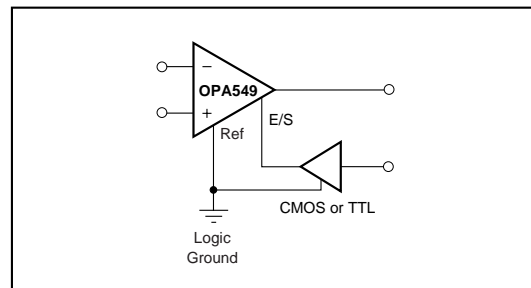 −
OPA549
+
E/S
Ref
CMOS or TTL
Logic
Ground